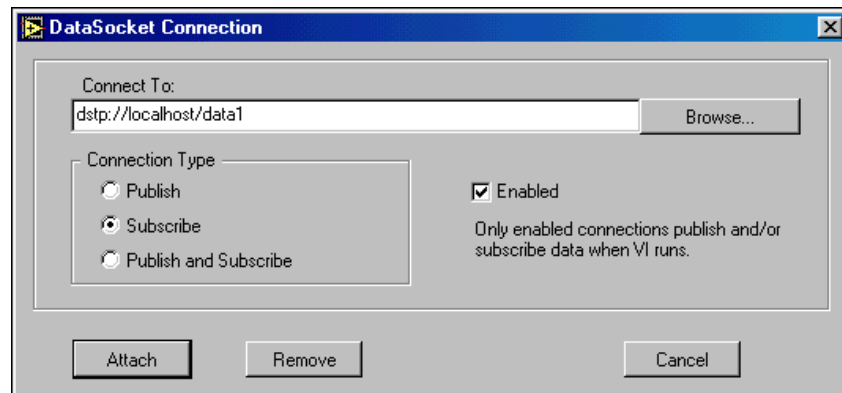 DataSocket Connection
Connect To:
dstp://localhost/data1
Browse...
Connection Type
Publish
Subscribe
Publish and Subscribe
Enabled
Only enabled connections publish and/or
subscribe data when VI runs.
Attach
Remove
Cancel